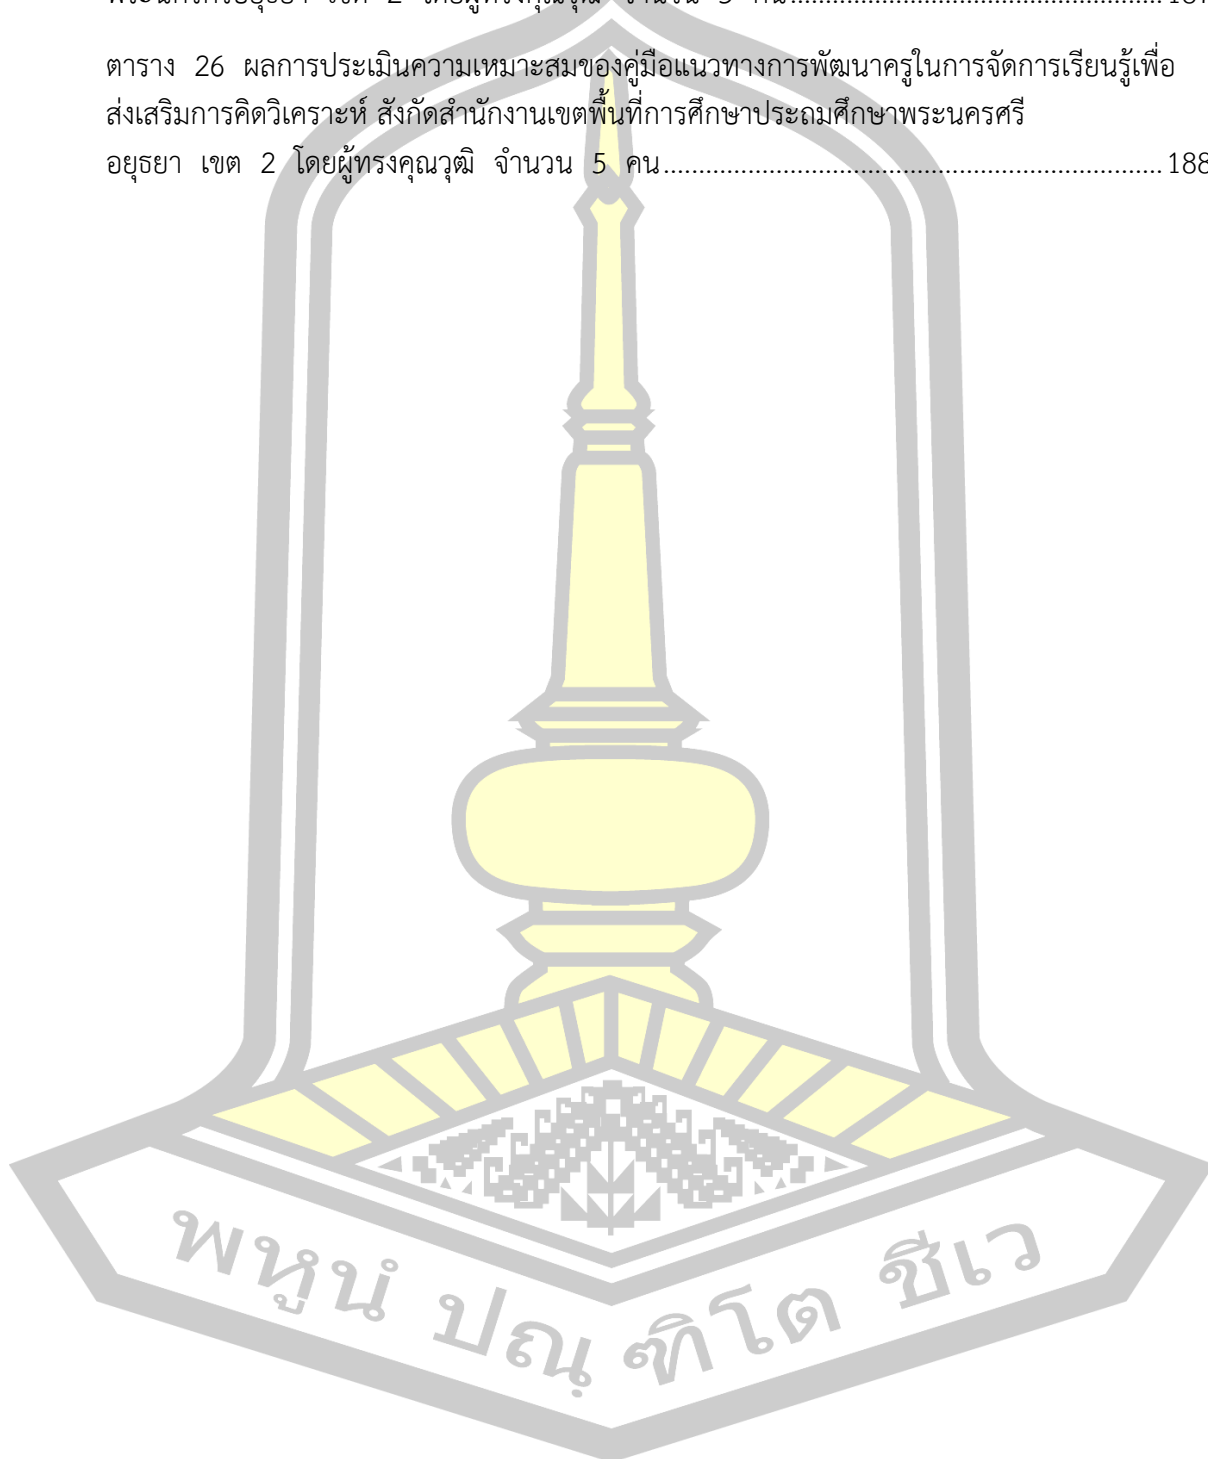 ตาราง 26 ผลการประเมินความเหมาะสมของคู่มือแนวทางการพัฒนาครูในการจัดการเรียนรู้เพื่อ
ส่งเสริมการคิดวิเคราะห์ สังกัดสำนักงานเขตพื้นที่การศึกษาประถมศึกษาพระนครศรี
อยุธยา เขต 2 โดยผู้ทรงคุณวุฒิ จำนวน 5 คน.......................................................................................... 188
พหูนํ ปณฺฑิโต ชีเว